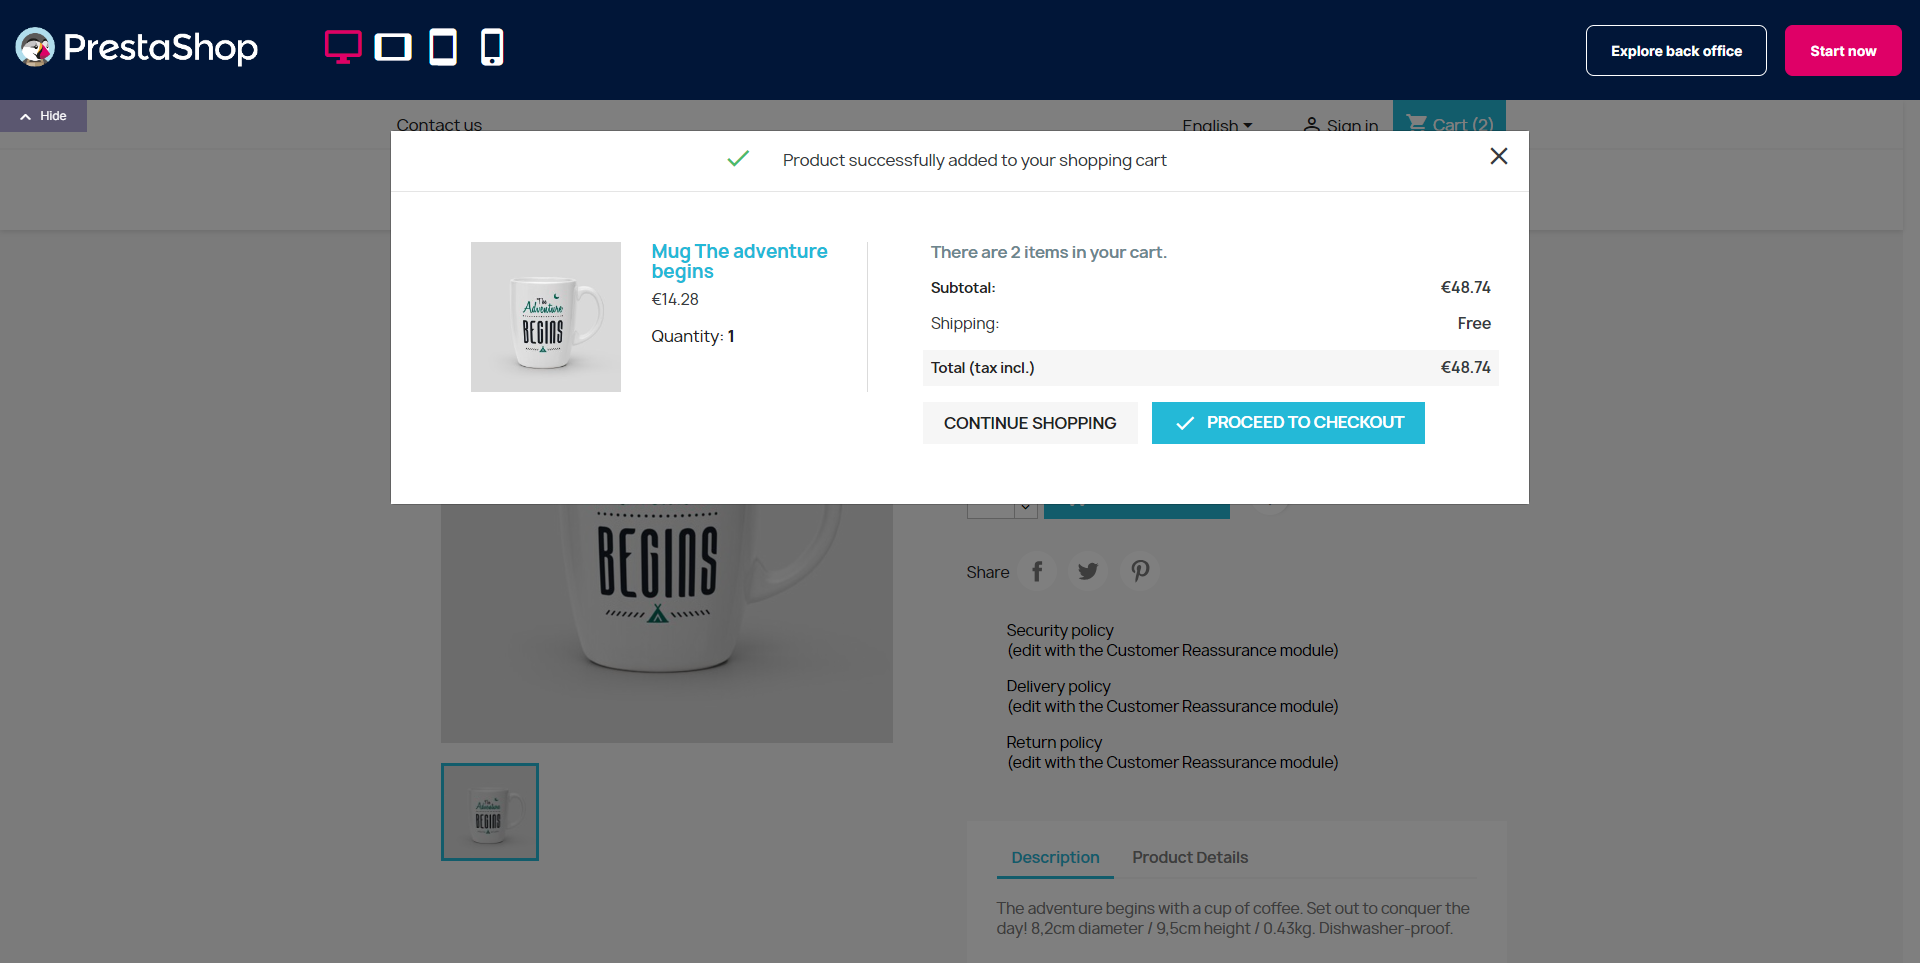 PrestaShop
Explore back office
Start now
Hide
Contact us
English
Sign in
Cart (2)
Product successfully added to your shopping cart
The
Adventure
BEGINS
Mug The adventure
begins
€14.28
Quantity: 1
There are 2 items in your cart.
Subtotal: €48.74
Shipping: Free
Total (tax incl.) €48.74
CONTINUE SHOPPING
PROCEED TO CHECKOUT
BEGINS
Share
Security policy
(edit with the Customer Reassurance module)
Delivery policy
(edit with the Customer Reassurance module)
Return policy
(edit with the Customer Reassurance module)
The
Adventure
BEGINS
Description
Product Details
The adventure begins with a cup of coffee. Set out to conquer the
day! 8,2cm diameter / 9,5cm height / 0.43kg. Dishwasher-proof.